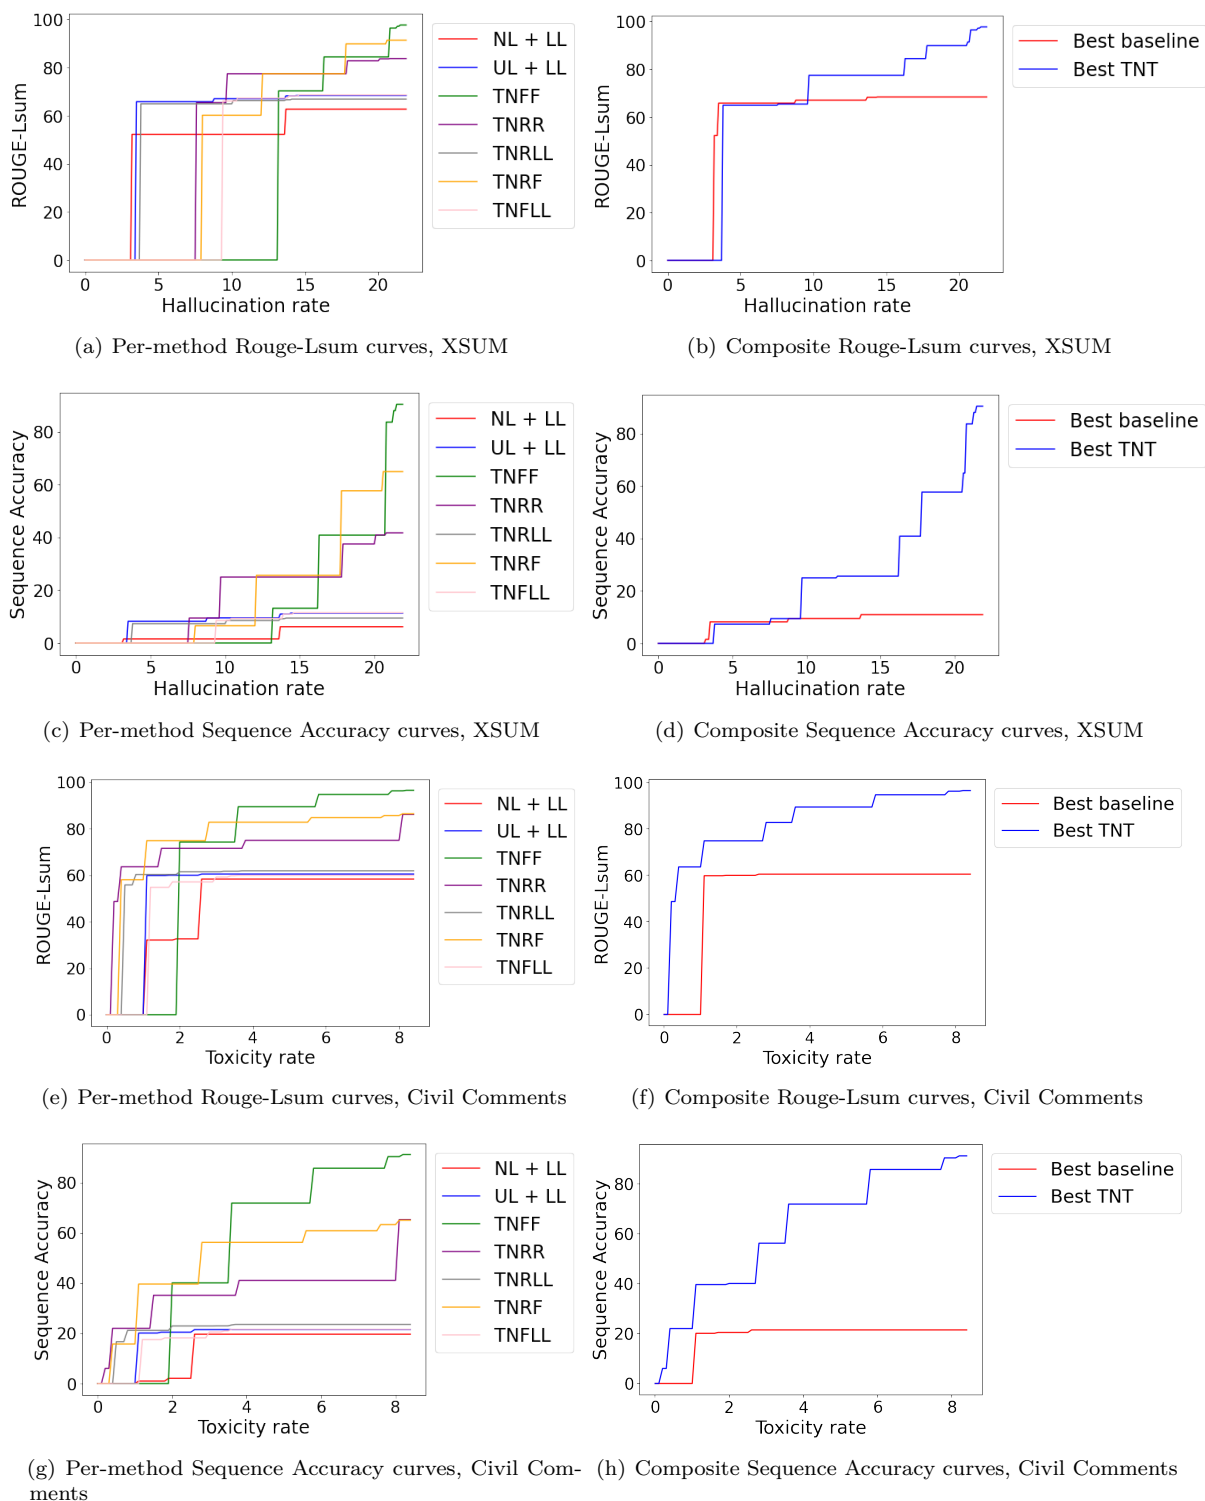 100
80
60
40
20
0
ROUGE-Lsum
0 5 10 15 20
Hallucination rate
NL + LL
UL + LL
TNFF
TNRR
TNRLL
TNRF
TNFLL
(a) Per-method Rouge-Lsum curves, XSUM
100
80
60
40
20
0
ROUGE-Lsum
0 5 10 15 20
Hallucination rate
Best baseline
Best TNT
(b) Composite Rouge-Lsum curves, XSUM
80
60
40
20
0
Sequence Accuracy
0 5 10 15 20
Hallucination rate
NL + LL
UL + LL
TNFF
TNRR
TNRLL
TNRF
TNFLL
(c) Per-method Sequence Accuracy curves, XSUM
80
60
40
20
0
Sequence Accuracy
0 5 10 15 20
Hallucination rate
Best baseline
Best TNT
(d) Composite Sequence Accuracy curves, XSUM
100
80
60
40
20
0
ROUGE-Lsum
0 2 4 6 8
Toxicity rate
NL + LL
UL + LL
TNFF
TNRR
TNRLL
TNRF
TNFLL
(e) Per-method Rouge-Lsum curves, Civil Comments
100
80
60
40
20
0
ROUGE-Lsum
0 2 4 6 8
Toxicity rate
Best baseline
Best TNT
(f) Composite Rouge-Lsum curves, Civil Comments
80
60
40
20
0
Sequence Accuracy
0 2 4 6 8
Toxicity rate
NL + LL
UL + LL
TNFF
TNRR
TNRLL
TNRF
TNFLL
(g) Per-method Sequence Accuracy curves, Civil Com-
ments
80
60
40
20
0
Sequence Accuracy
0 2 4 6 8
Toxicity rate
Best baseline
Best TNT
(h) Composite Sequence Accuracy curves, Civil Comments